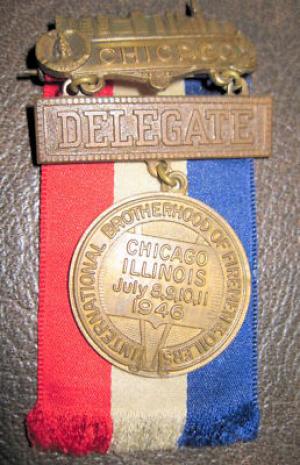 CHICAGO
DELEGATE
INTERNATIONAL BROTHERHOOD OF FIREMEN & OILERS
CHICAGO
ILLINOIS
July 8,9,10,11
1946